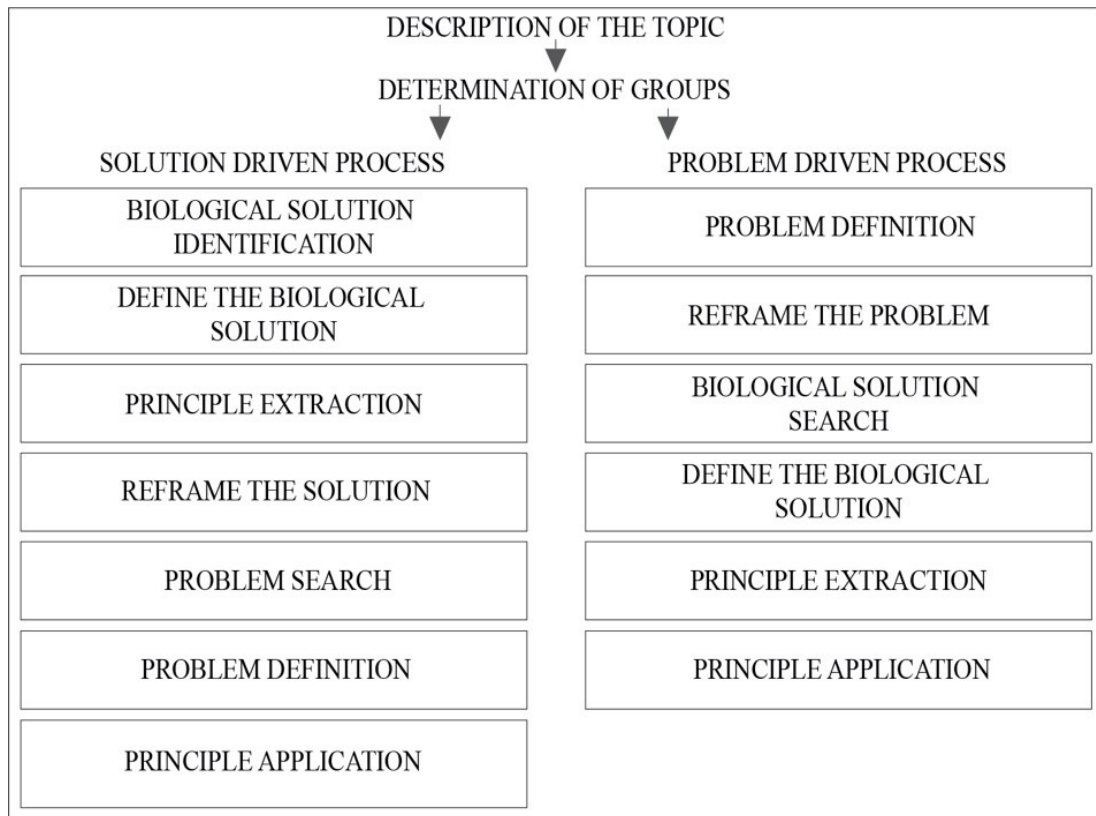 DESCRIPTION OF THE TOPIC
DETERMINATION OF GROUPS
SOLUTION DRIVEN PROCESS
BIOLOGICAL SOLUTION
IDENTIFICATION
DEFINE THE BIOLOGICAL
SOLUTION
PRINCIPLE EXTRACTION
REFRAME THE SOLUTION
PROBLEM SEARCH
PROBLEM DEFINITION
PRINCIPLE APPLICATION
PROBLEM DRIVEN PROCESS
PROBLEM DEFINITION
REFRAME THE PROBLEM
BIOLOGICAL SOLUTION
SEARCH
DEFINE THE BIOLOGICAL
SOLUTION
PRINCIPLE EXTRACTION
PRINCIPLE APPLICATION